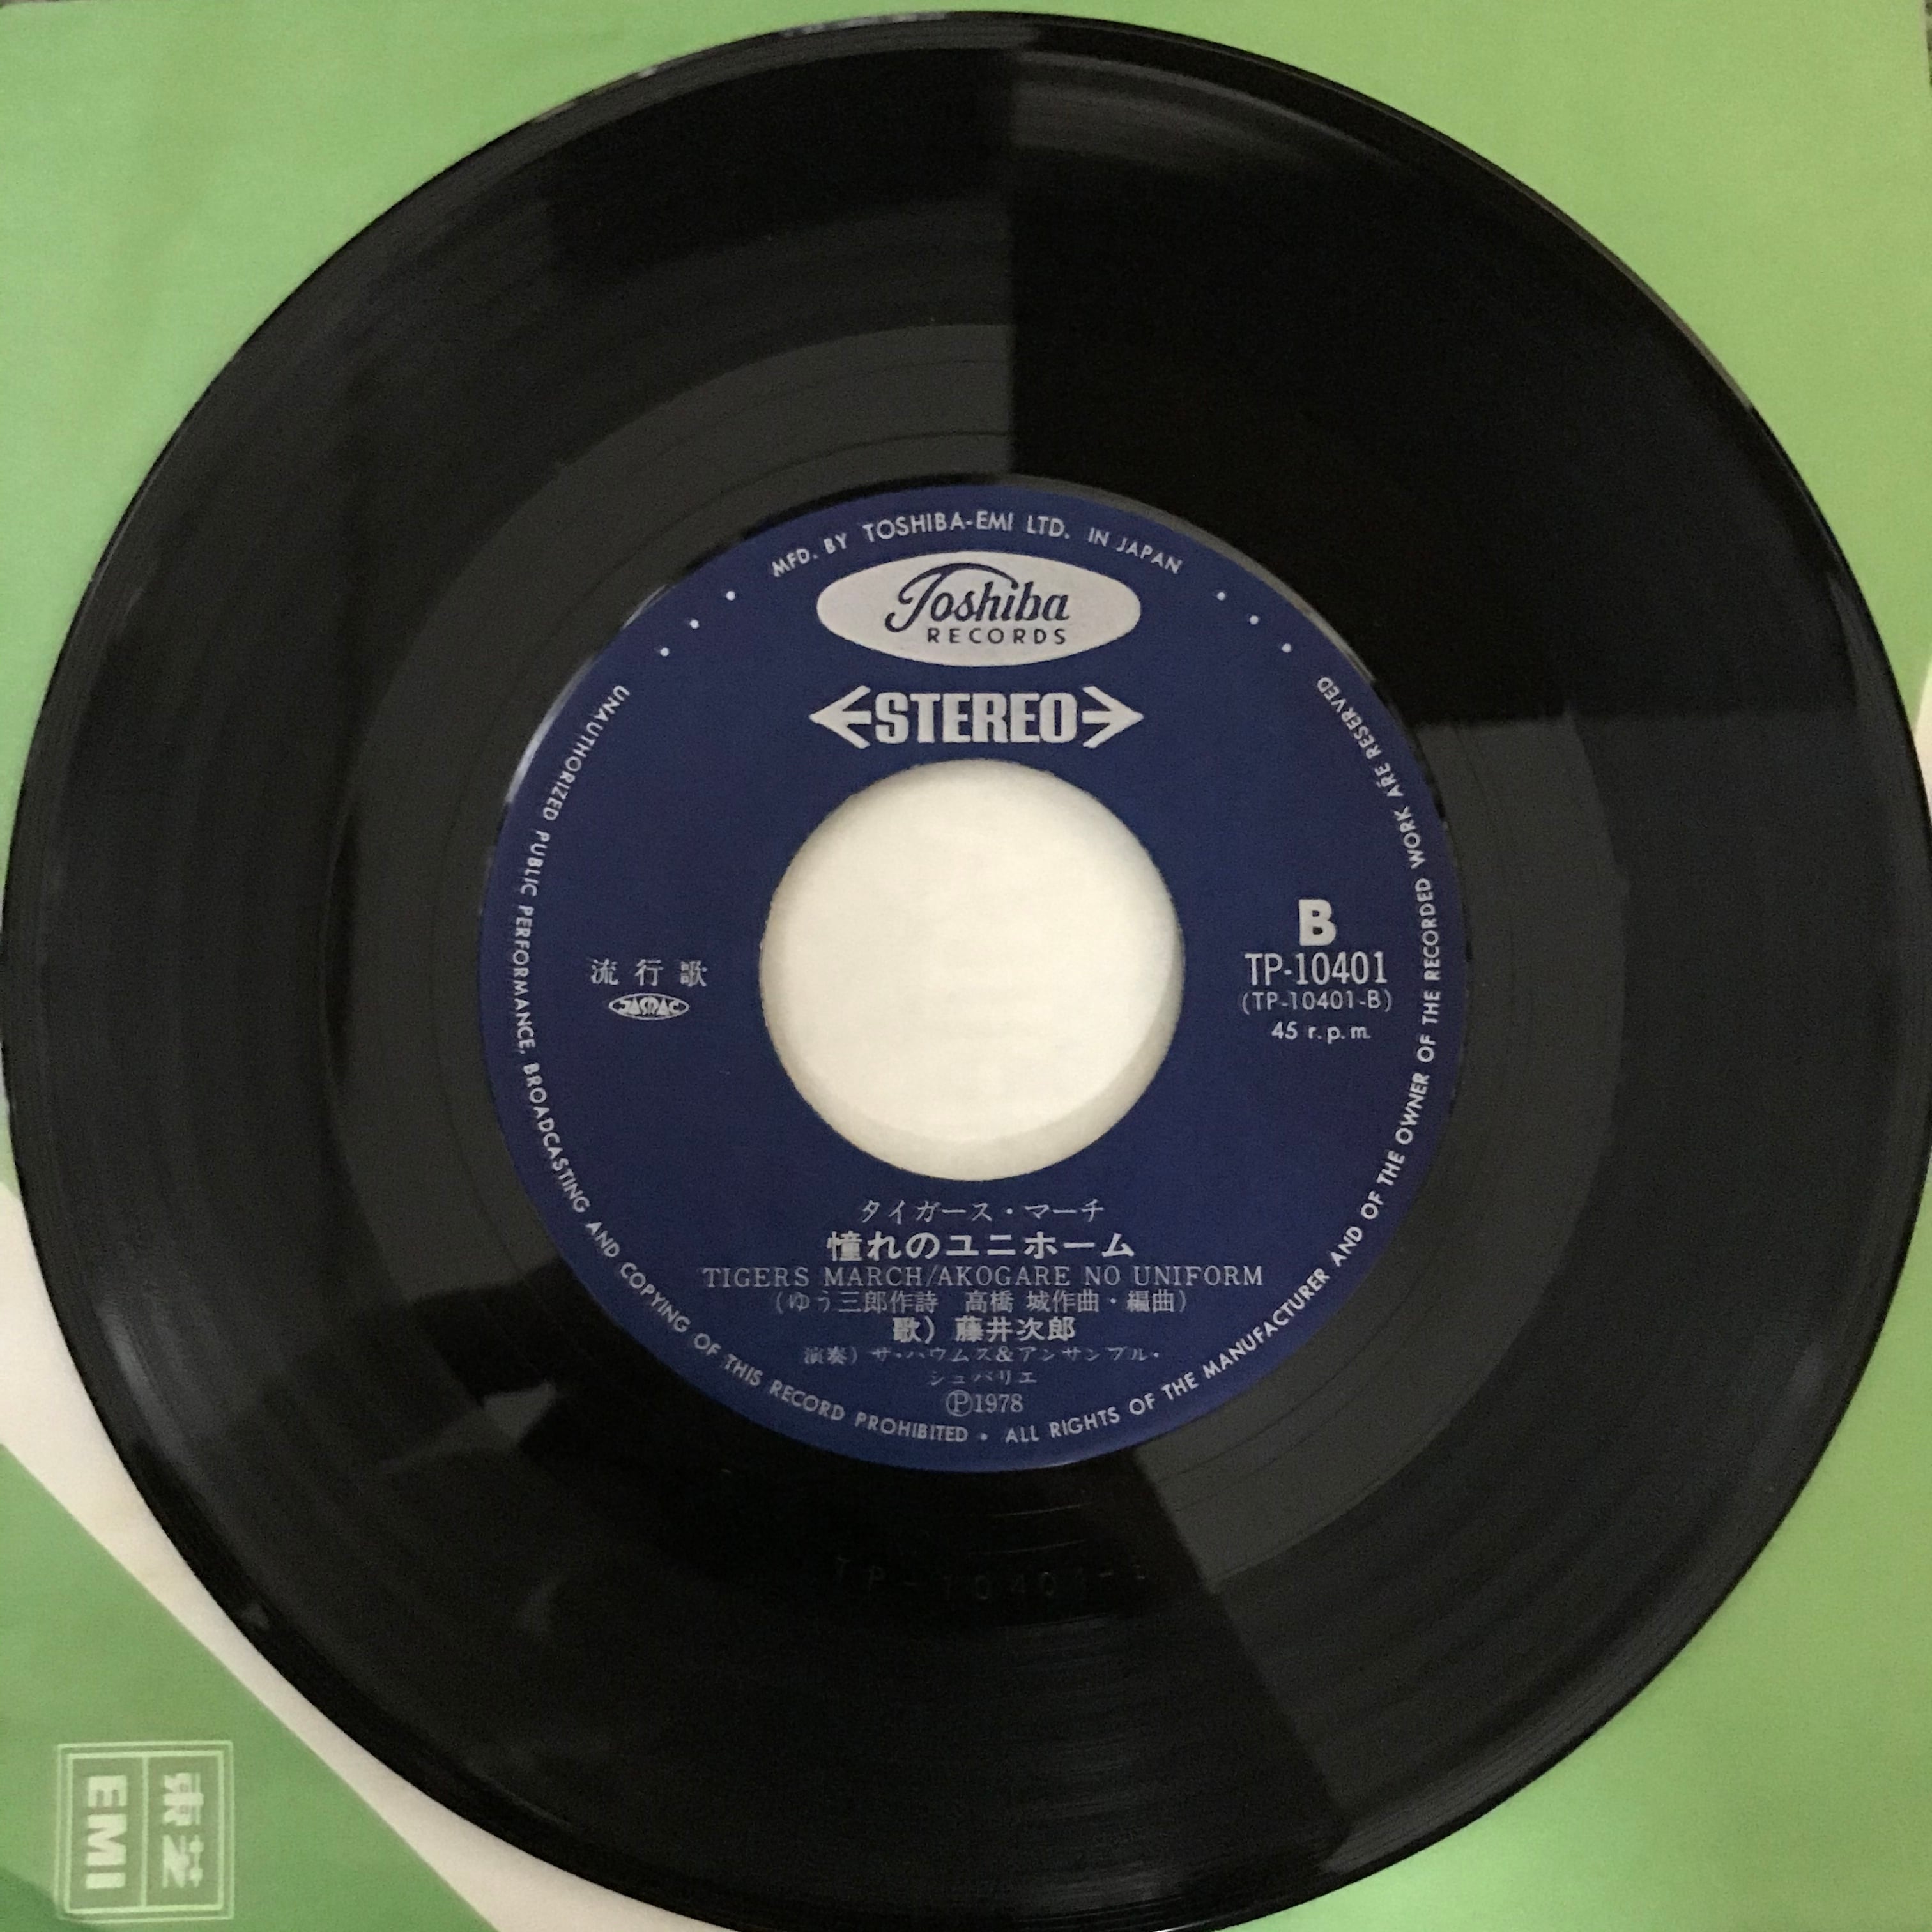 MFD. BY TOSHIBA-EMI LTD. IN JAPAN
Toshiba
RECORDS
STEREO
流行歌
JASRAC
B
TP-10401
(TP-10401-B)
45 r.p.m.
タイガース・マーチ
憧れのユニホーム
TIGERS MARCH/AKOGARE NO UNIFORM
(ゆう三郎作詩 高橋 城作曲・編曲)
歌) 藤井次郎
演奏) ザ・ハウムズ&アンサンブル・
シュバリエ
Ⓟ1978
UNAUTHORIZED PUBLIC PERFORMANCE, BROADCASTING AND COPYING OF THIS RECORD PROHIBITED • ALL RIGHTS OF THE MANUFACTURER AND OF THE OWNER OF THE RECORDED WORK ARE RESERVED
東芝
EMI